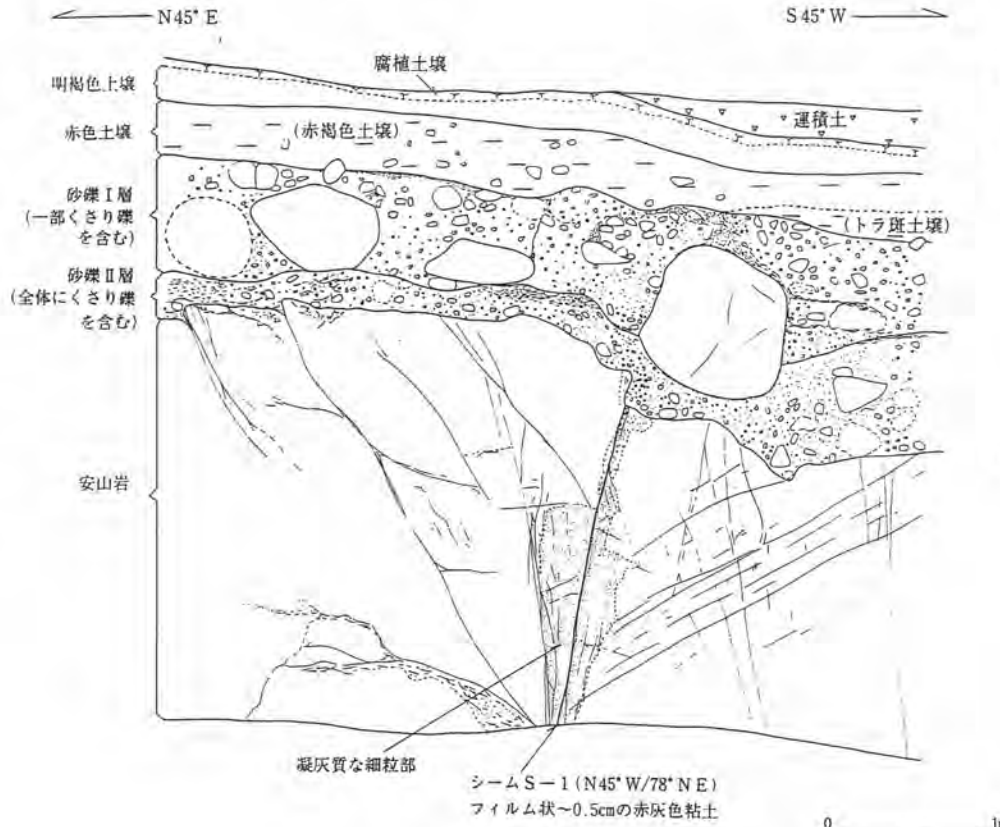 N45°E
S45°W
腐植土壌
明褐色土壌
運積土
赤色土壌
(赤褐色土壌)
砂礫Ⅰ層
(一部くさり礫
を含む)
(トラ斑土壌)
砂礫Ⅱ層
(全体にくさり礫
を含む)
安山岩
凝灰質な細粒部
シームS-1(N45°W/78°NE)
フィルム状~0.5cmの赤灰色粘土
0